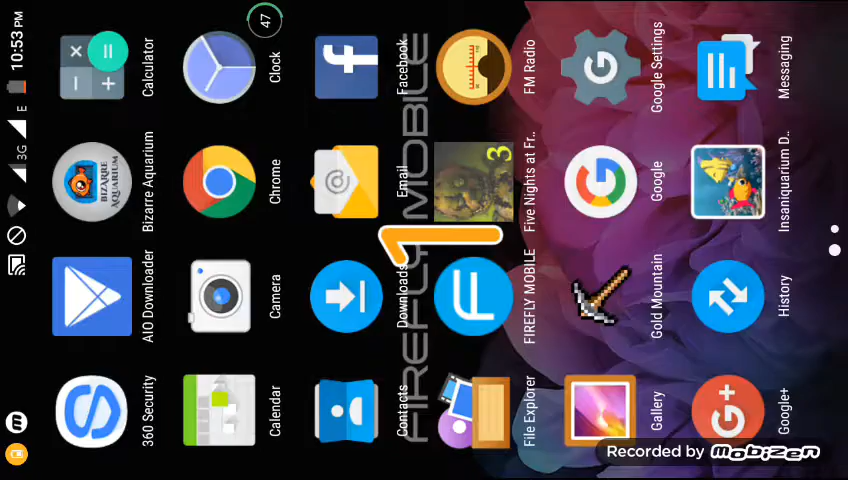 10:53 PM
E
3G
47
360 Security
AIO Downloader
Bizarre Aquarium
Calculator
BIZARRE
AQUARIUM
Calendar
Camera
Chrome
Clock
Contacts
Downloads
Email
Facebook
FIREFLY MOBILE
1
File Explorer
FIREFLY MOBILE
Five Nights at Fr..
FM Radio
3
Gallery
Gold Mountain
Google
Google Settings
Google+
History
Insaniquarium D..
Messaging
Recorded by Mobizen